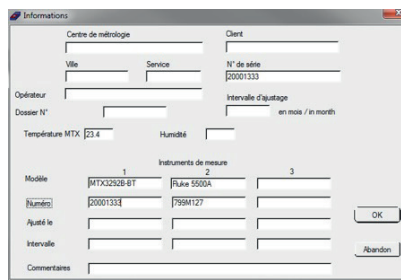 Informations
Centre de métrologie Client
Ville Service N° de série
20001333
Opérateur Intervalle d'ajustage
Dossier N° en mois / in month
Température MTX 23.4 Humidité
Instruments de mesure
1 2 3
Modèle MTX3292B-BT Fluke 5500A
Numéro 20001333 799M127
Ajusté le OK
Intervalle Abandon
Commentaires